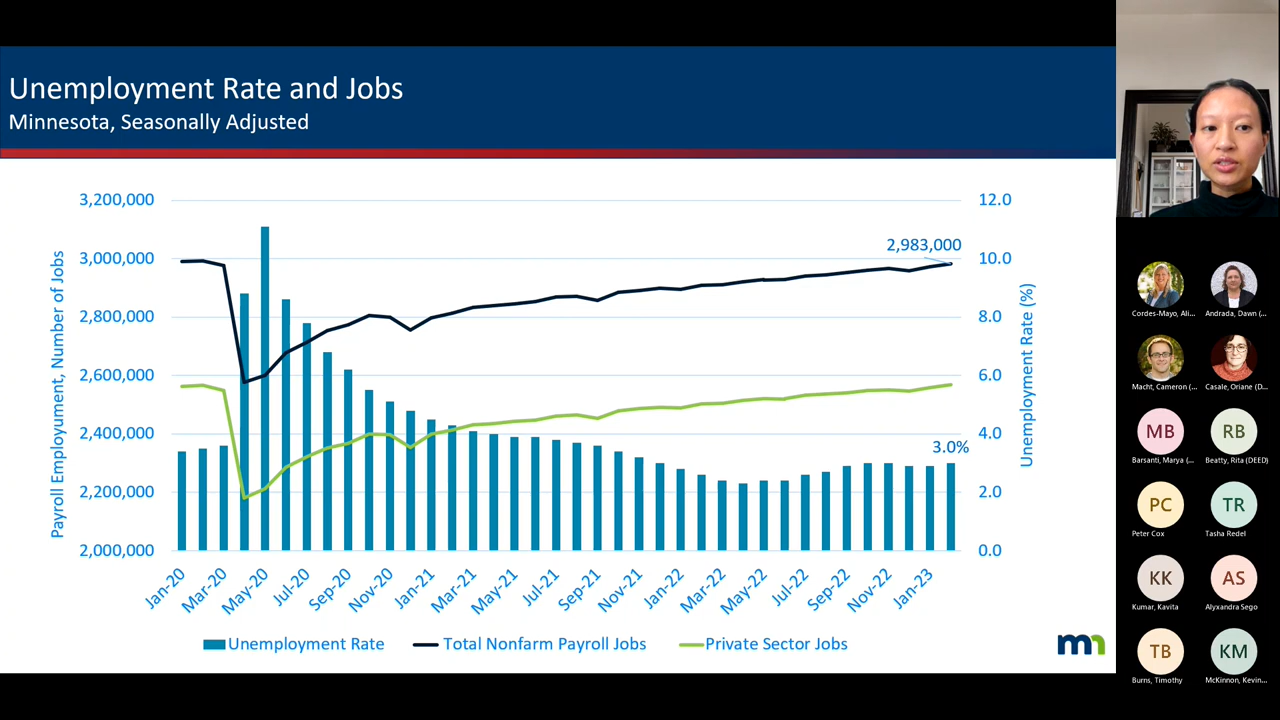 Unemployment Rate and Jobs
Minnesota, Seasonally Adjusted
Payroll Employument, Number of Jobs
3,200,000
3,000,000
2,800,000
2,600,000
2,400,000
2,200,000
2,000,000
2,983,000
3.0%
12.0
10.0
8.0
6.0
4.0
2.0
0.0
Unemployment Rate (%)
Jan-20
Mar-20
May-20
Jul-20
Sep-20
Nov-20
Jan-21
Mar-21
May-21
Jul-21
Sep-21
Nov-21
Jan-22
Mar-22
May-22
Jul-22
Sep-22
Nov-22
Jan-23
Unemployment Rate
Total Nonfarm Payroll Jobs
Private Sector Jobs
mn
Cordes-Mayo, Ali...
Andrada, Dawn (...
Macht, Cameron (...
Casale, Oriane (D...
MB
RB
Barsanti, Marya (...
Beatty, Rita (DEED)
PC
TR
Peter Cox
Tasha Redel
KK
AS
Kumar, Kavita
Alyxandra Sego
TB
KM
Burns, Timothy
McKinnon, Kevin...